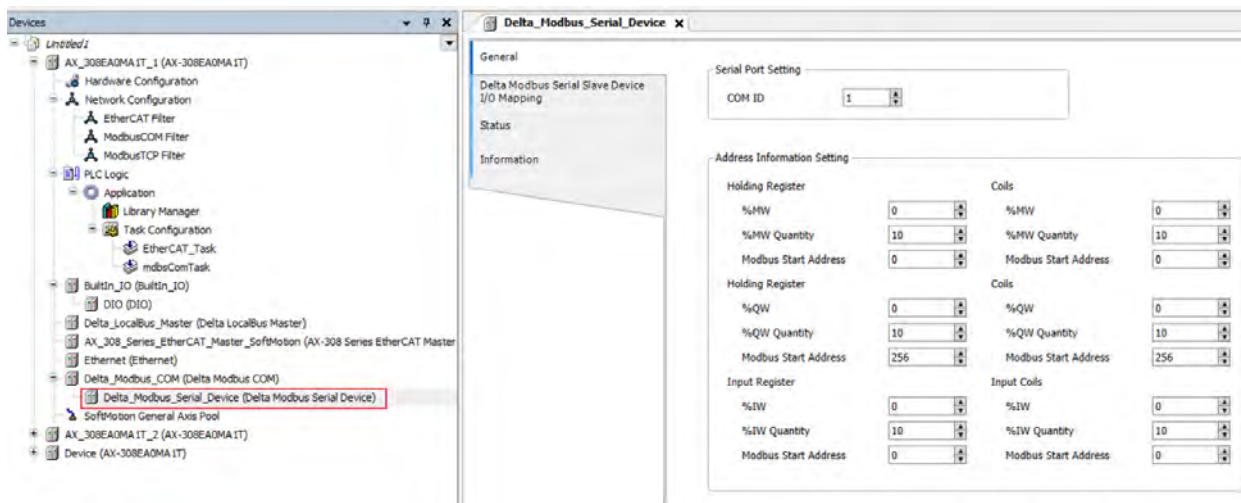 Devices
Untitled1
AX_308EA0MA1T_1 (AX-308EA0MA1T)
Hardware Configuration
Network Configuration
EtherCAT Filter
ModbusCOM Filter
ModbusTCP Filter
PLC Logic
Application
Library Manager
Task Configuration
EtherCAT_Task
mdbsComTask
BuiltIn_IO (BuiltIn_IO)
DIO (DIO)
Delta_LocalBus_Master (Delta LocalBus Master)
AX_308_Series_EtherCAT_Master_SoftMotion (AX-308 Series EtherCAT Master
Ethernet (Ethernet)
Delta_Modbus_COM (Delta Modbus COM)
Delta_Modbus_Serial_Device (Delta Modbus Serial Device)
SoftMotion General Axis Pool
AX_308EA0MA1T_2 (AX-308EA0MA1T)
Device (AX-308EA0MA1T)
Delta_Modbus_Serial_Device
General
Delta Modbus Serial Slave Device
I/O Mapping
Status
Information
Serial Port Setting
COM ID 1
Address Information Setting
Holding Register Coils
%MW 0 %MW 0
%MW Quantity 10 %MW Quantity 10
Modbus Start Address 0 Modbus Start Address 0
Holding Register Coils
%QW 0 %QW 0
%QW Quantity 10 %QW Quantity 10
Modbus Start Address 256 Modbus Start Address 256
Input Register Input Coils
%IW 0 %IW 0
%IW Quantity 10 %IW Quantity 10
Modbus Start Address 0 Modbus Start Address 0